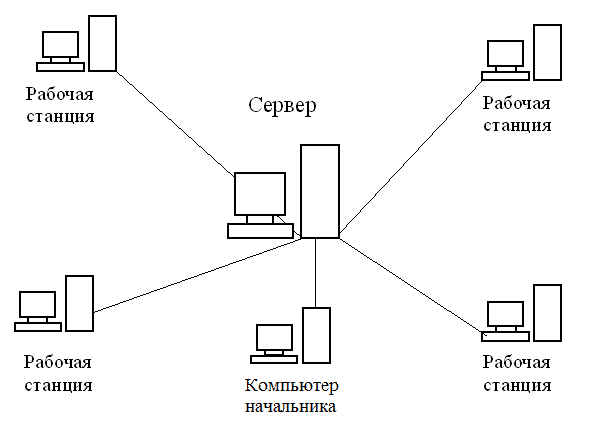 Рабочая
станция
Сервер
Рабочая
станция
Рабочая
станция
Компьютер
начальника
Рабочая
станция